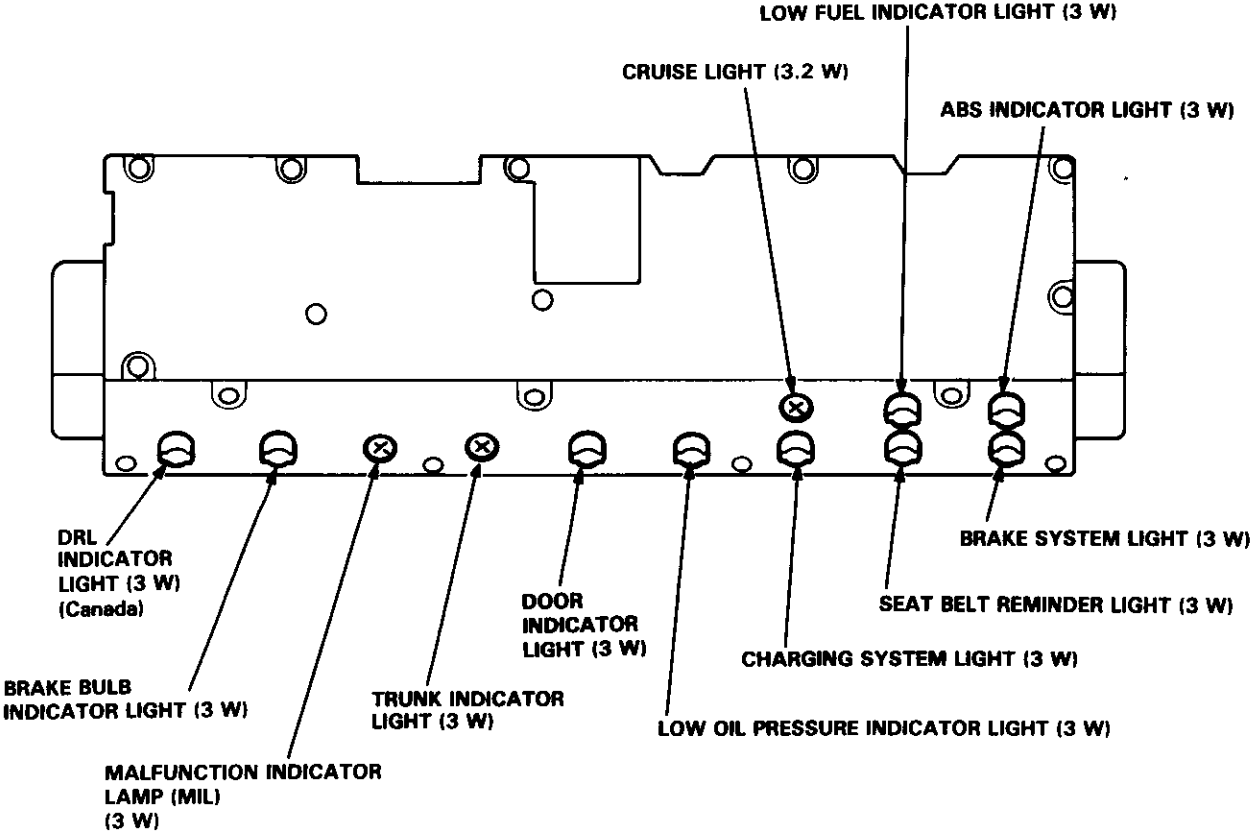 LOW FUEL INDICATOR LIGHT (3 W)
CRUISE LIGHT (3.2 W)
ABS INDICATOR LIGHT (3 W)
DRL
INDICATOR
LIGHT (3 W)
(Canada)
BRAKE SYSTEM LIGHT (3 W)
DOOR
INDICATOR
LIGHT (3 W)
SEAT BELT REMINDER LIGHT (3 W)
CHARGING SYSTEM LIGHT (3 W)
BRAKE BULB
INDICATOR LIGHT (3 W)
TRUNK INDICATOR
LIGHT (3 W)
LOW OIL PRESSURE INDICATOR LIGHT (3 W)
MALFUNCTION INDICATOR
LAMP (MIL)
(3 W)